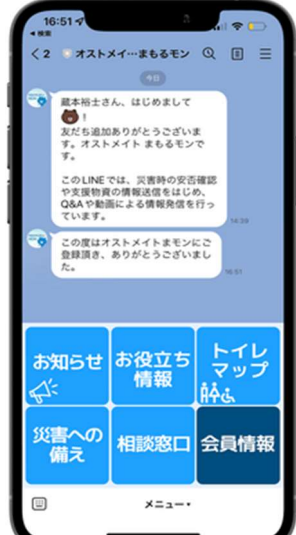 16:51
検索
2
オストメイ…まもるモン
今日
蔵本裕士さん、はじめまして
!
友だち追加ありがとうございま
す。オストメイト まもるモンで
す。
このLINEでは、災害時の安否確認
や支援物資の情報送信をはじめ、
Q&Aや動画による情報発信を行っ
ています。
14:39
この度はオストメイトまモンにご
登録頂き、ありがとうございまし
た。
16:51
お知らせ
お役立ち
情報
トイレ
マップ
災害への
備え
相談窓口
会員情報
メニュー